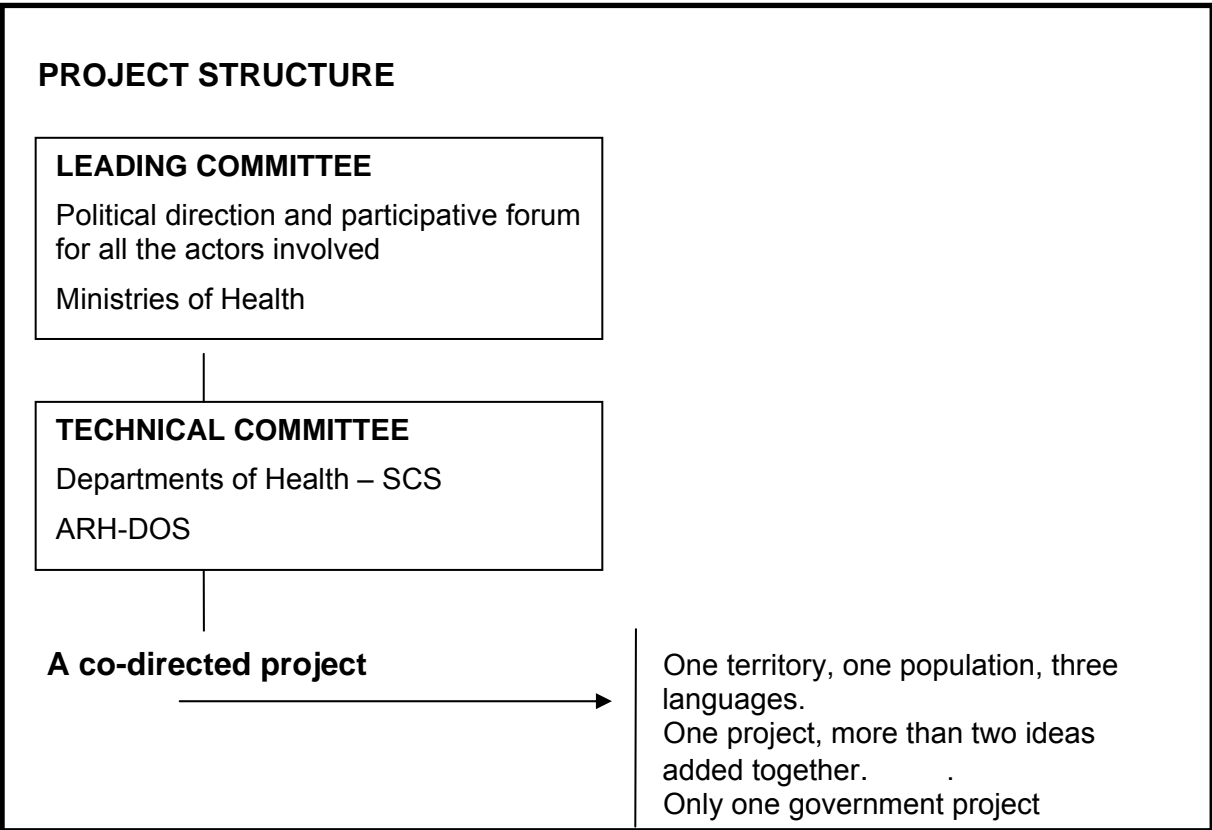 PROJECT STRUCTURE
LEADING COMMITTEE
Political direction and participative forum
for all the actors involved
Ministries of Health
TECHNICAL COMMITTEE
Departments of Health – SCS
ARH-DOS
A co-directed project
One territory, one population, three
languages.
One project, more than two ideas
added together. .
Only one government project